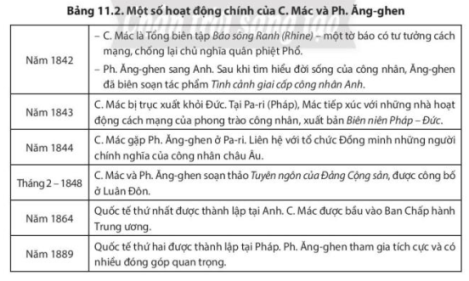 Bảng 11.2. Một số hoạt động chính của C. Mác và Ph. Ăng-ghen
Năm 1842
– C. Mác là Tổng biên tập Báo sông Ranh (Rhine) – một tờ báo có tư tưởng cách
mạng, chống lại chủ nghĩa quân phiệt Phổ.
– Ph. Ăng-ghen sang Anh. Sau khi tìm hiểu đời sống của công nhân, Ăng-ghen
đã biên soạn tác phẩm Tình cảnh giai cấp công nhân Anh.
Năm 1843
C. Mác bị trục xuất khỏi Đức. Tại Pa-ri (Pháp), Mác tiếp xúc với những nhà hoạt
động cách mạng của phong trào công nhân, xuất bản Biên niên Pháp – Đức.
Năm 1844
C. Mác gặp Ph. Ăng-ghen ở Pa-ri. Liên hệ với tổ chức Đồng minh những người
chính nghĩa của công nhân châu Âu.
Tháng 2 – 1848
C. Mác và Ph. Ăng-ghen soạn thảo Tuyên ngôn của Đảng Cộng sản, được công bố
ở Luân Đôn.
Năm 1864
Quốc tế thứ nhất được thành lập tại Anh. C. Mác được bầu vào Ban Chấp hành
Trung ương.
Năm 1889
Quốc tế thứ hai được thành lập tại Pháp. Ph. Ăng-ghen tham gia tích cực và có
nhiều đóng góp quan trọng.